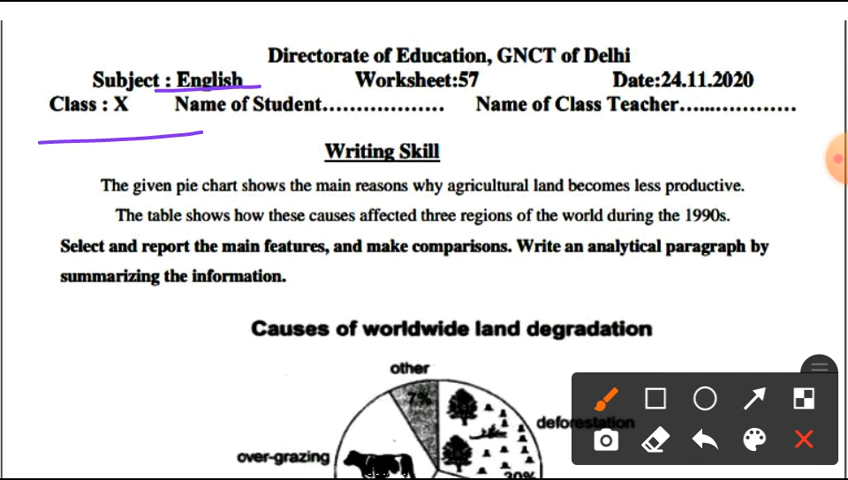 Directorate of Education, GNCT of Delhi
Subject : English Worksheet:57 Date:24.11.2020
Class : X Name of Student.................. Name of Class Teacher..................
Writing Skill
The given pie chart shows the main reasons why agricultural land becomes less productive.
The table shows how these causes affected three regions of the world during the 1990s.
Select and report the main features, and make comparisons. Write an analytical paragraph by
summarizing the information.
Causes of worldwide land degradation
other
7%
deforestation
over-grazing
30%